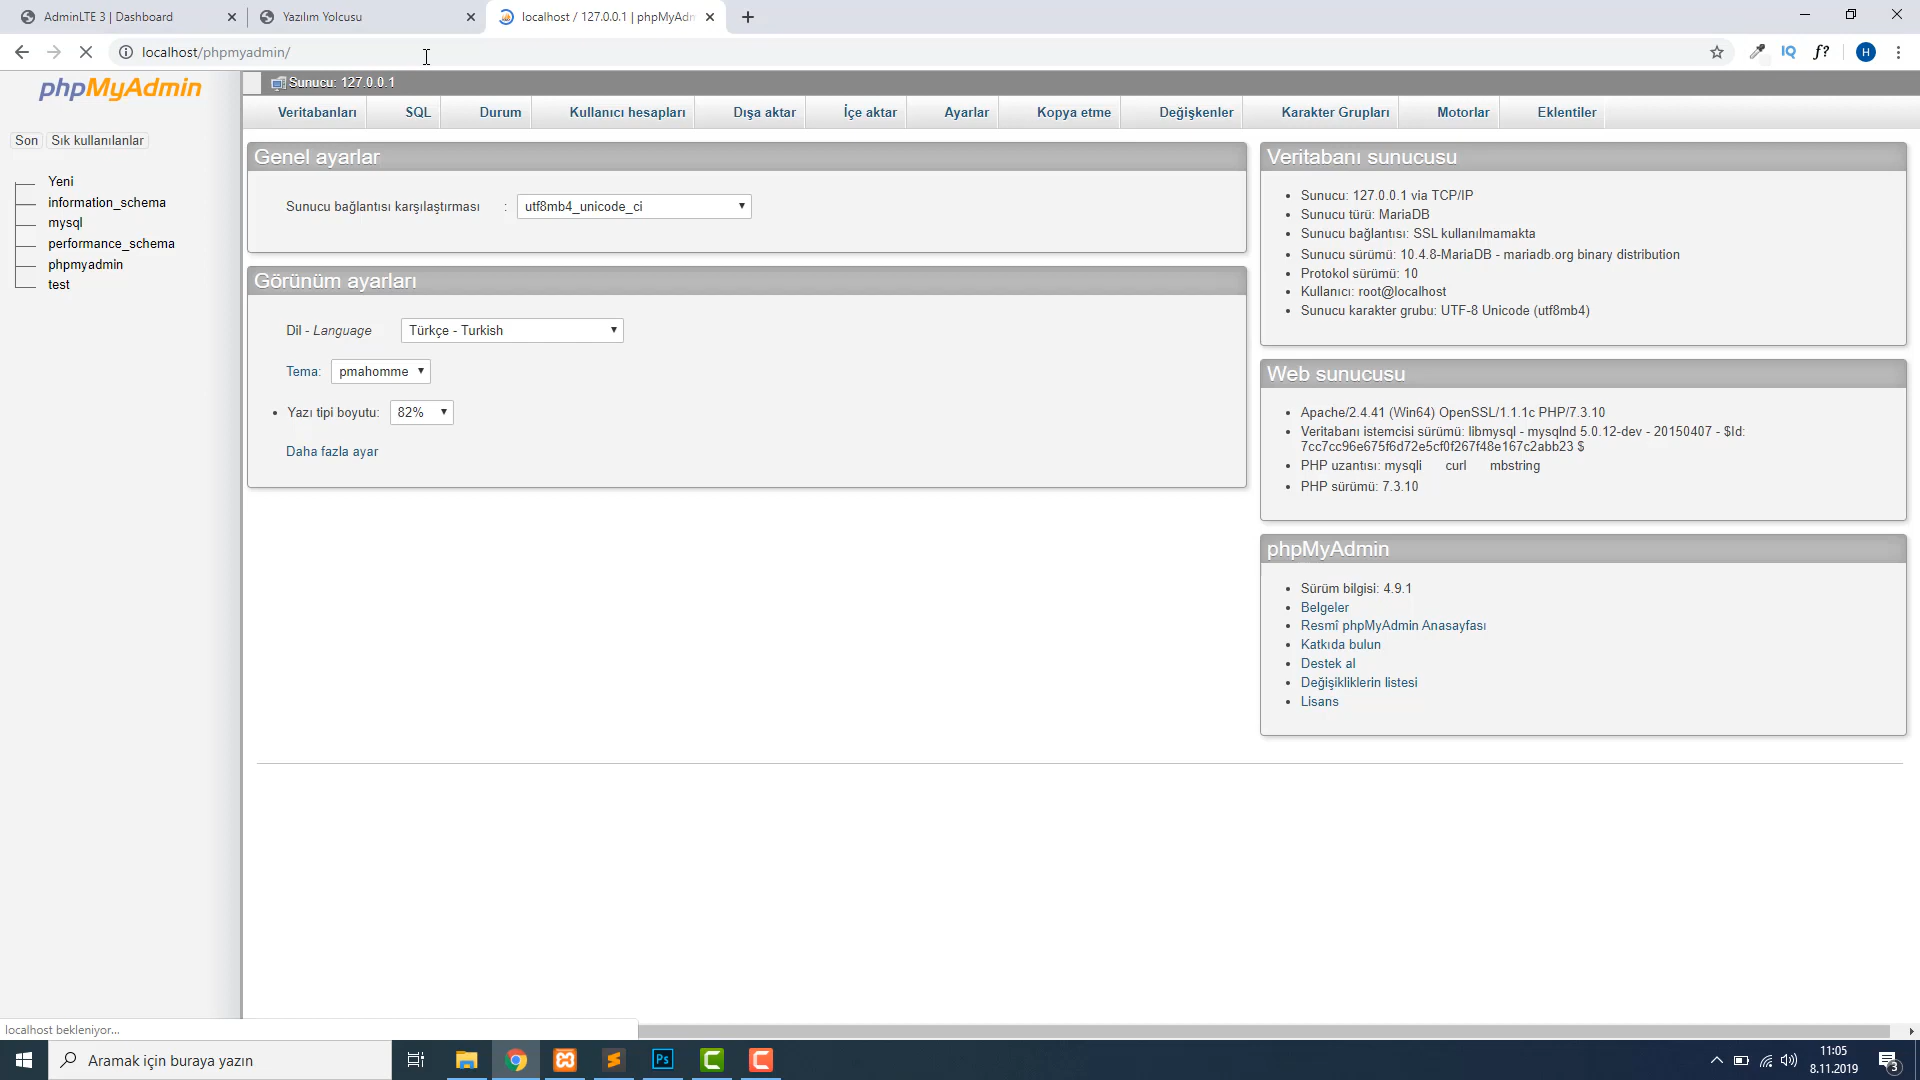 AdminLTE 3 | Dashboard
Yazılım Yolcusu
localhost / 127.0.0.1 | phpMyAdm
localhost/phpmyadmin/
IQ
f?
H
phpMyAdmin
Son
Sık kullanılanlar
Yeni
information_schema
mysql
performance_schema
phpmyadmin
test
Sunucu: 127.0.0.1
Veritabanları
SQL
Durum
Kullanıcı hesapları
Dışa aktar
İçe aktar
Ayarlar
Kopya etme
Değişkenler
Karakter Grupları
Motorlar
Eklentiler
Genel ayarlar
Sunucu bağlantısı karşılaştırması : utf8mb4_unicode_ci
Görünüm ayarları
Dil - Language Türkçe - Turkish
Tema: pmahomme
Yazı tipi boyutu: 82%
Daha fazla ayar
Veritabanı sunucusu
Sunucu: 127.0.0.1 via TCP/IP
Sunucu türü: MariaDB
Sunucu bağlantısı: SSL kullanılmamakta
Sunucu sürümü: 10.4.8-MariaDB - mariadb.org binary distribution
Protokol sürümü: 10
Kullanıcı: root@localhost
Sunucu karakter grubu: UTF-8 Unicode (utf8mb4)
Web sunucusu
Apache/2.4.41 (Win64) OpenSSL/1.1.1c PHP/7.3.10
Veritabanı istemcisi sürümü: libmysql - mysqlnd 5.0.12-dev - 20150407 - $Id:
7cc7cc96e675f6d72e5cf0f267f48e167c2abb23 $
PHP uzantısı: mysqli curl mbstring
PHP sürümü: 7.3.10
phpMyAdmin
Sürüm bilgisi: 4.9.1
Belgeler
Resmî phpMyAdmin Anasayfası
Katkıda bulun
Destek al
Değişikliklerin listesi
Lisans
localhost bekleniyor...
Aramak için buraya yazın
Ps
11:05
8.11.2019
3